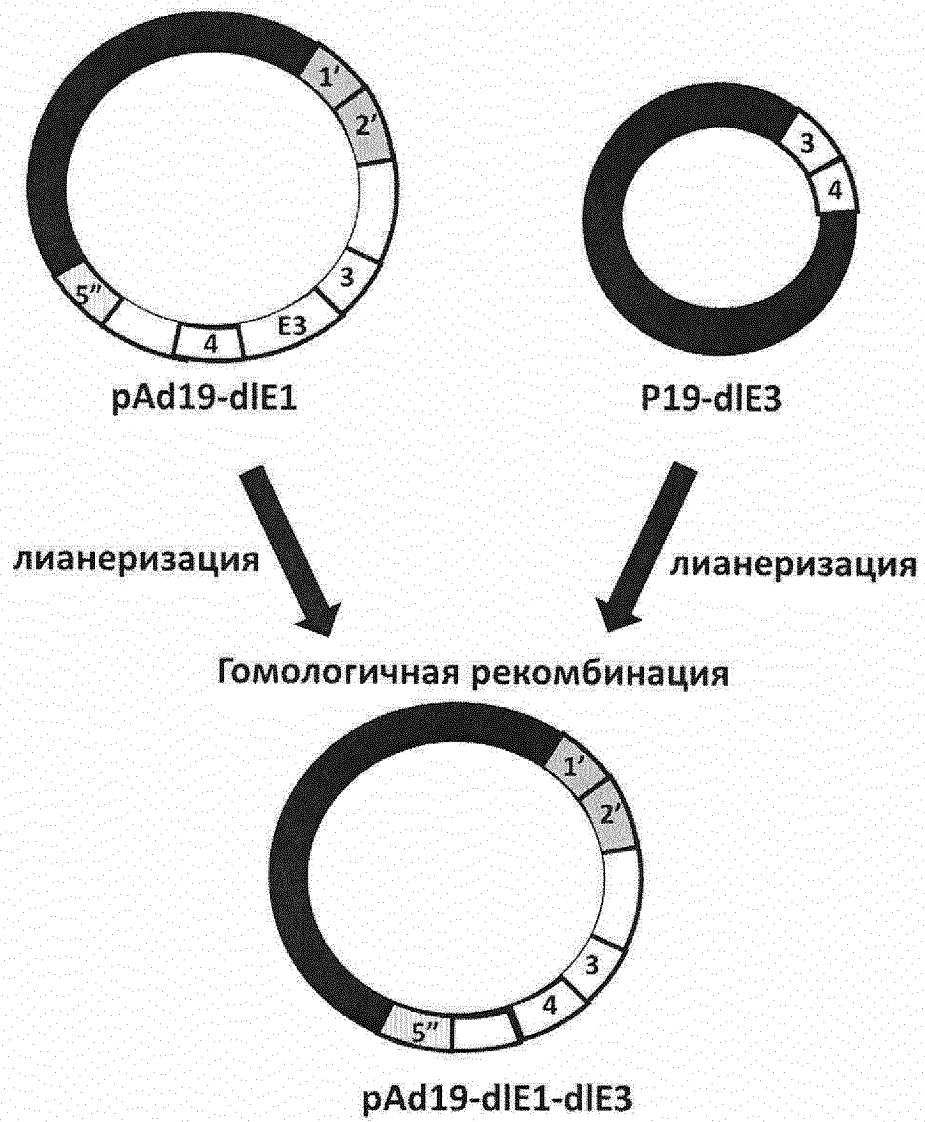 1’
2’
3
E3
4
5”
pAd19-dlE1
3
4
P19-dlE3
лианеризация
лианеризация
Гомологичная рекомбинация
1’
2’
3
4
5”
pAd19-dlE1-dlE3